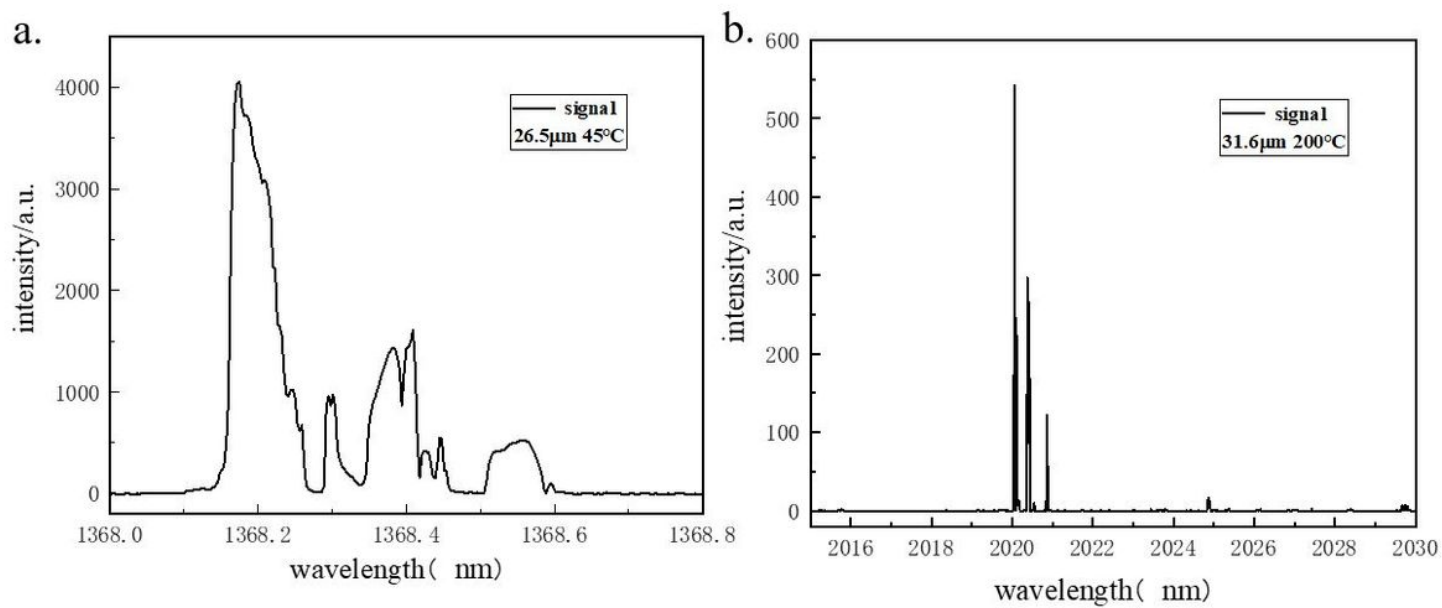 a.
intensity/a.u.
4000
3000
2000
1000
0
1368.0 1368.2 1368.4 1368.6 1368.8
wavelength( nm)
signal
26.5μm 45°C
b.
intensity/a.u.
600
500
400
300
200
100
0
2016 2018 2020 2022 2024 2026 2028 2030
wavelength( nm)
signal
31.6μm 200°C